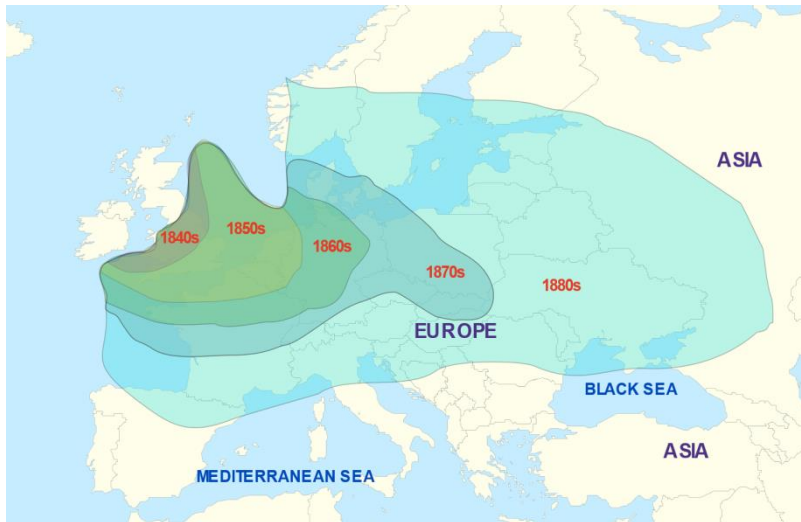 ASIA
1840s
1850s
1860s
1870s
1880s
EUROPE
BLACK SEA
ASIA
MEDITERRANEAN SEA